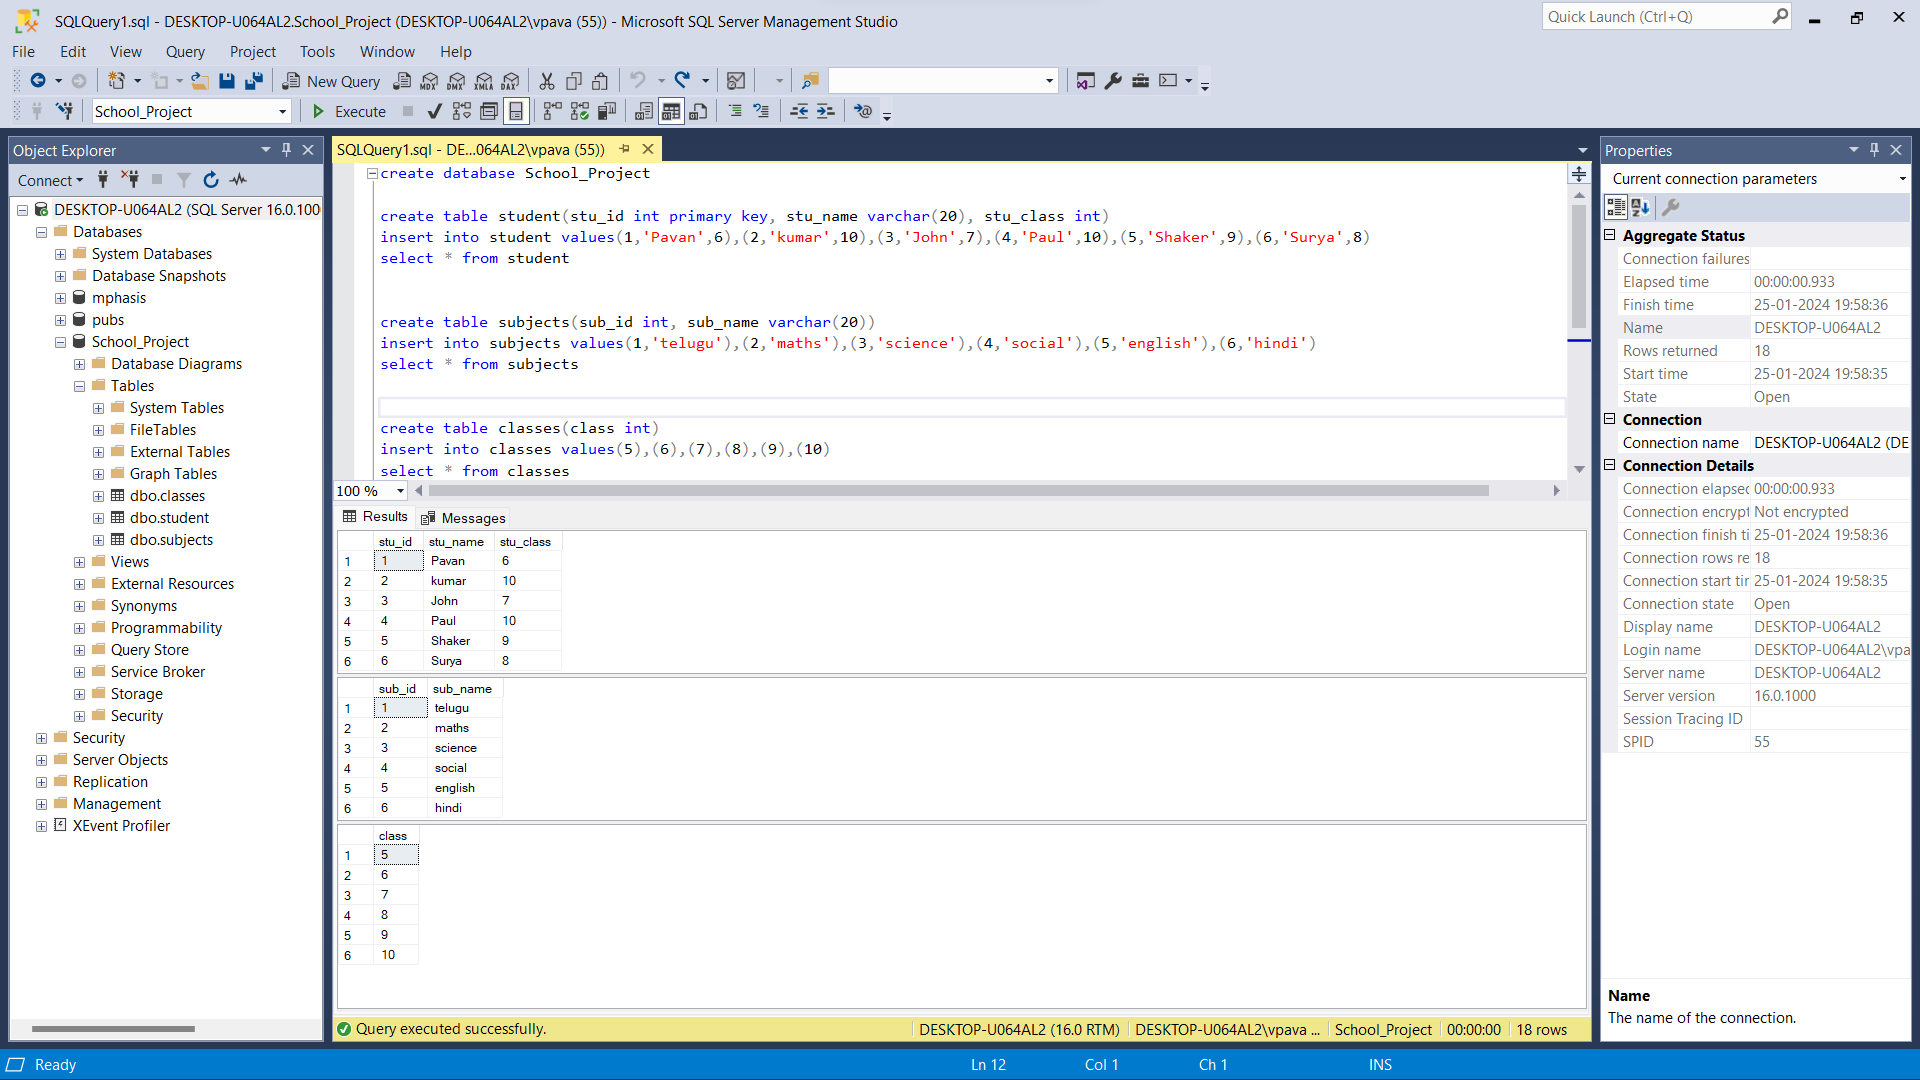 SQLQuery1.sql - DESKTOP-U064AL2.School_Project (DESKTOP-U064AL2\vpava (55)) - Microsoft SQL Server Management Studio
Quick Launch (Ctrl+Q)
File Edit View Query Project Tools Window Help
New Query MDX DMX XMLA DAX
School_Project Execute
Object Explorer
Connect
DESKTOP-U064AL2 (SQL Server 16.0.100
Databases
System Databases
Database Snapshots
mphasis
pubs
School_Project
Database Diagrams
Tables
System Tables
FileTables
External Tables
Graph Tables
dbo.classes
dbo.student
dbo.subjects
Views
External Resources
Synonyms
Programmability
Query Store
Service Broker
Storage
Security
Security
Server Objects
Replication
Management
XEvent Profiler
SQLQuery1.sql - DE...064AL2\vpava (55))
create database School_Project
create table student(stu_id int primary key, stu_name varchar(20), stu_class int)
insert into student values(1,'Pavan',6),(2,'kumar',10),(3,'John',7),(4,'Paul',10),(5,'Shaker',9),(6,'Surya',8)
select * from student
create table subjects(sub_id int, sub_name varchar(20))
insert into subjects values(1,'telugu'),(2,'maths'),(3,'science'),(4,'social'),(5,'english'),(6,'hindi')
select * from subjects
create table classes(class int)
insert into classes values(5),(6),(7),(8),(9),(10)
select * from classes
100 %
Results Messages
stu_id stu_name stu_class
1 1 Pavan 6
2 2 kumar 10
3 3 John 7
4 4 Paul 10
5 5 Shaker 9
6 6 Surya 8
sub_id sub_name
1 1 telugu
2 2 maths
3 3 science
4 4 social
5 5 english
6 6 hindi
class
1 5
2 6
3 7
4 8
5 9
6 10
Query executed successfully. DESKTOP-U064AL2 (16.0 RTM) DESKTOP-U064AL2\vpava ... School_Project 00:00:00 18 rows
Properties
Current connection parameters
Aggregate Status
Connection failures
Elapsed time 00:00:00.933
Finish time 25-01-2024 19:58:36
Name DESKTOP-U064AL2
Rows returned 18
Start time 25-01-2024 19:58:35
State Open
Connection
Connection name DESKTOP-U064AL2 (DE
Connection Details
Connection elapsec 00:00:00.933
Connection encrypt Not encrypted
Connection finish ti 25-01-2024 19:58:36
Connection rows re 18
Connection start tir 25-01-2024 19:58:35
Connection state Open
Display name DESKTOP-U064AL2
Login name DESKTOP-U064AL2\vpa
Server name DESKTOP-U064AL2
Server version 16.0.1000
Session Tracing ID
SPID 55
Name
The name of the connection.
Ready Ln 12 Col 1 Ch 1 INS